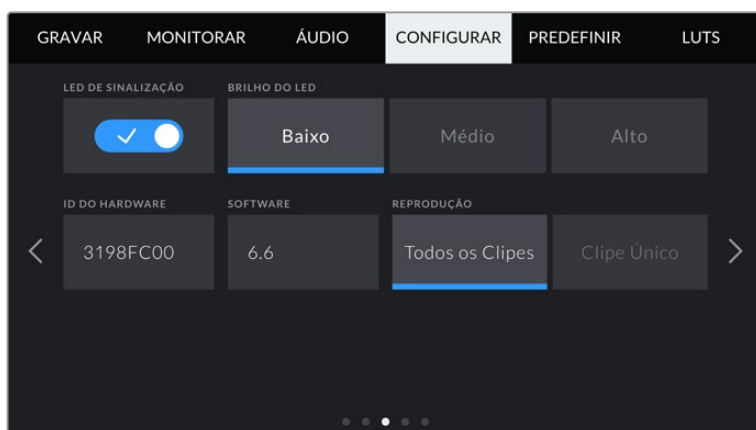 GRAVAR MONITORAR ÁUDIO CONFIGURAR PREDEFINIR LUTS
LED DE SINALIZAÇÃO BRILHO DO LED
Baixo Médio Alto
ID DO HARDWARE SOFTWARE REPRODUÇÃO
3198FC00 6.6 Todos os Clipes Clipe Único